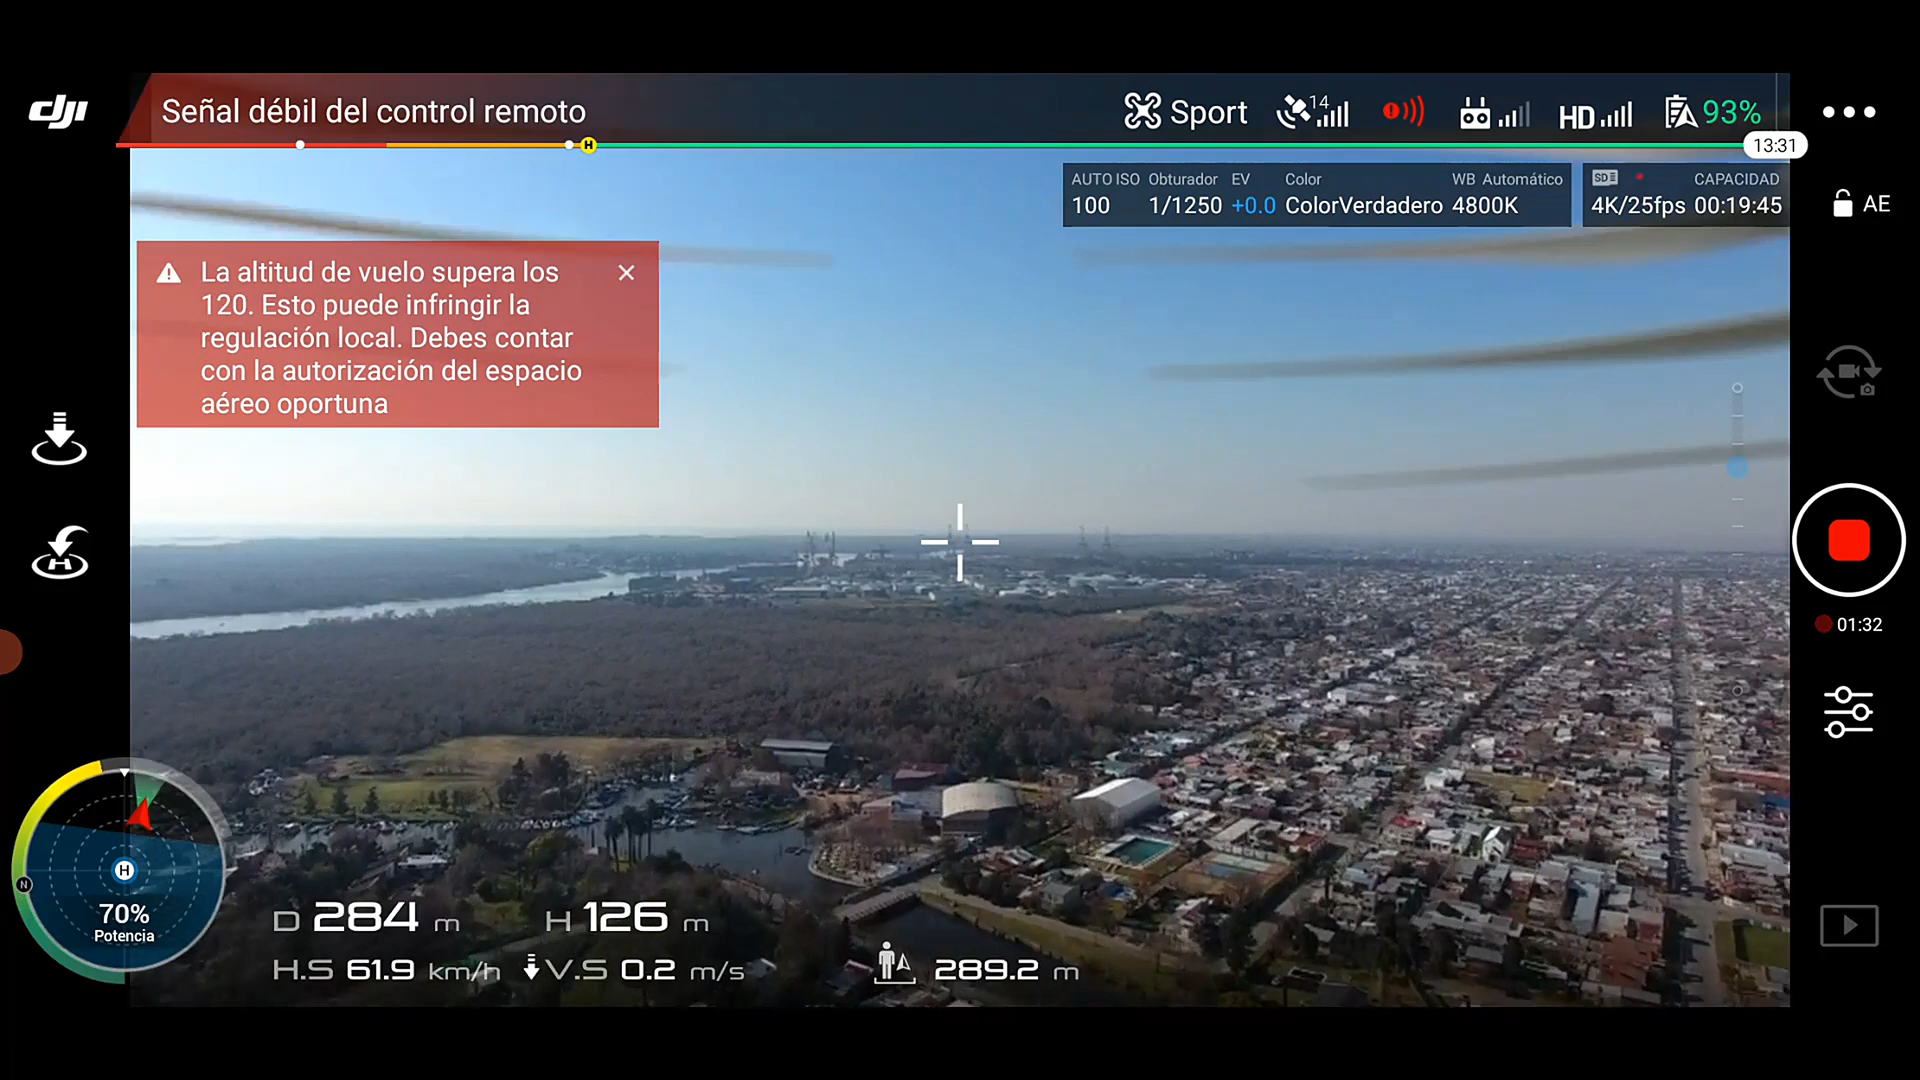 dji
Señal débil del control remoto
Sport
14
HD
93%
H
13:31
AUTO ISO Obturador EV Color WB Automático
100 1/1250 +0.0 ColorVerdadero 4800K
SD CAPACIDAD
4K/25fps 00:19:45
AE
La altitud de vuelo supera los
120. Esto puede infringir la
regulación local. Debes contar
con la autorización del espacio
aéreo oportuna
H
01:32
N
H
70%
Potencia
D 284 m H 126 m
H.S 61.9 km/h V.S 0.2 m/s 289.2 m